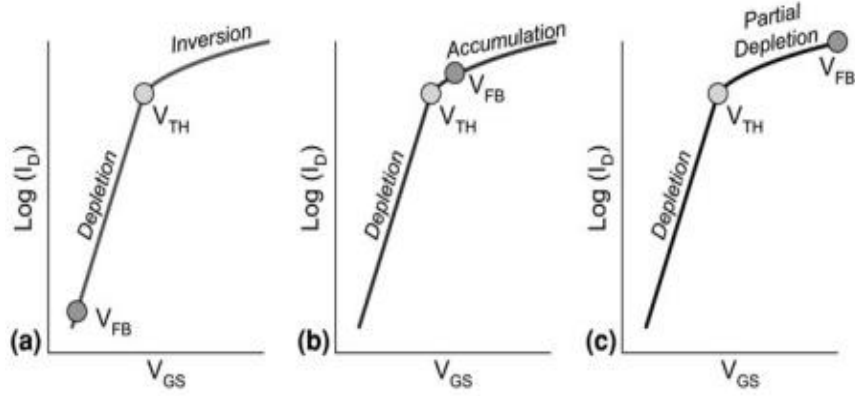 Log (I_D)
Inversion
V_TH
Depletion
V_FB
(a)
V_GS
Log (I_D)
Accumulation
V_FB
V_TH
Depletion
(b)
V_GS
Log (I_D)
Partial
Depletion
V_FB
V_TH
Depletion
(c)
V_GS